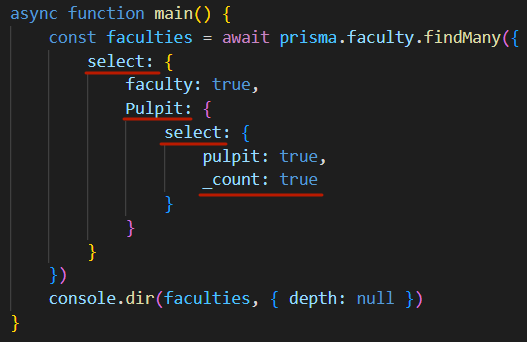 async function main() {
    const faculties = await prisma.faculty.findMany({
        select: {
            faculty: true,
            Pulpit: {
                select: {
                    pulpit: true,
                    _count: true
                }
            }
        }
    })
    console.dir(faculties, { depth: null })
}